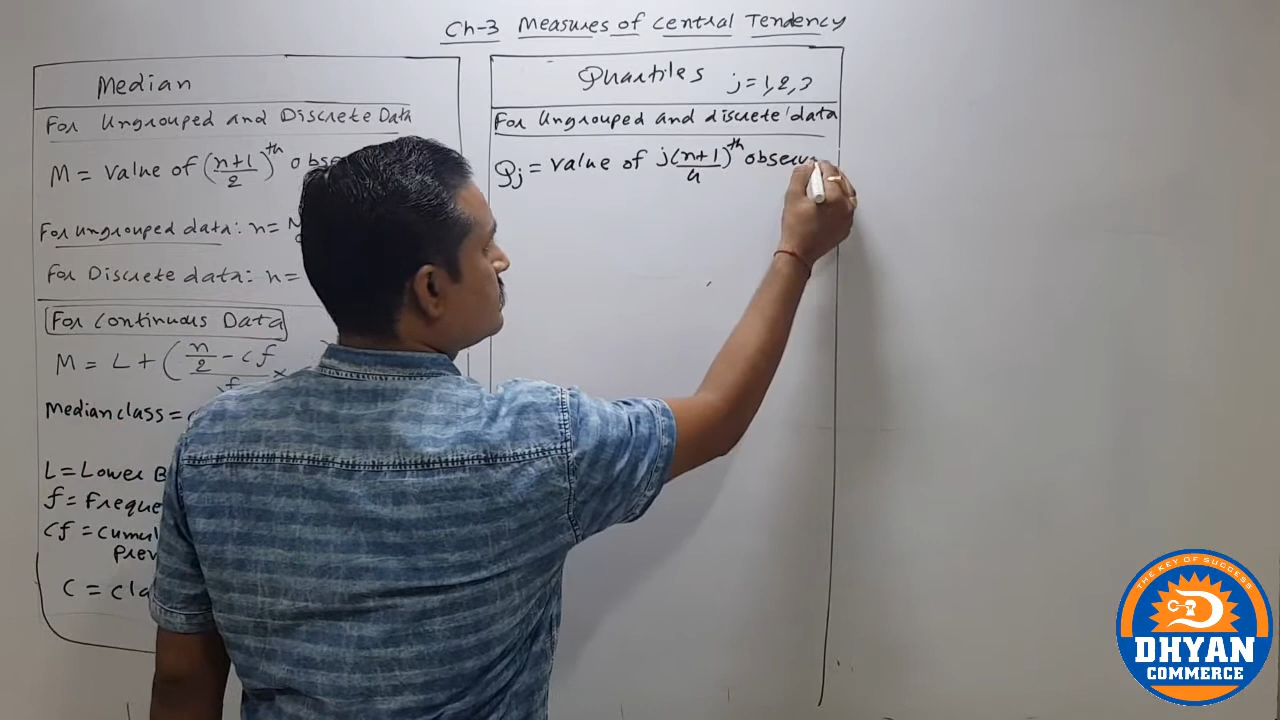 Ch-3 Measures of Central Tendency
Median
For Ungrouped and Discrete Data
M = Value of (n+1/2)^th
For Ungrouped data: n =
For Discrete data: n =
For Continuous Data
M = L + ( n/2 - cf / f ×
Median class =
L = Lower B
f = Freque
cf = Cumul
Prev
C = cla
Quartiles j = 1,2,3
For Ungrouped and discrete data
Qj = Value of j(n+1/4)^th observ
THE KEY OF SUCCESS
DHYAN
COMMERCE